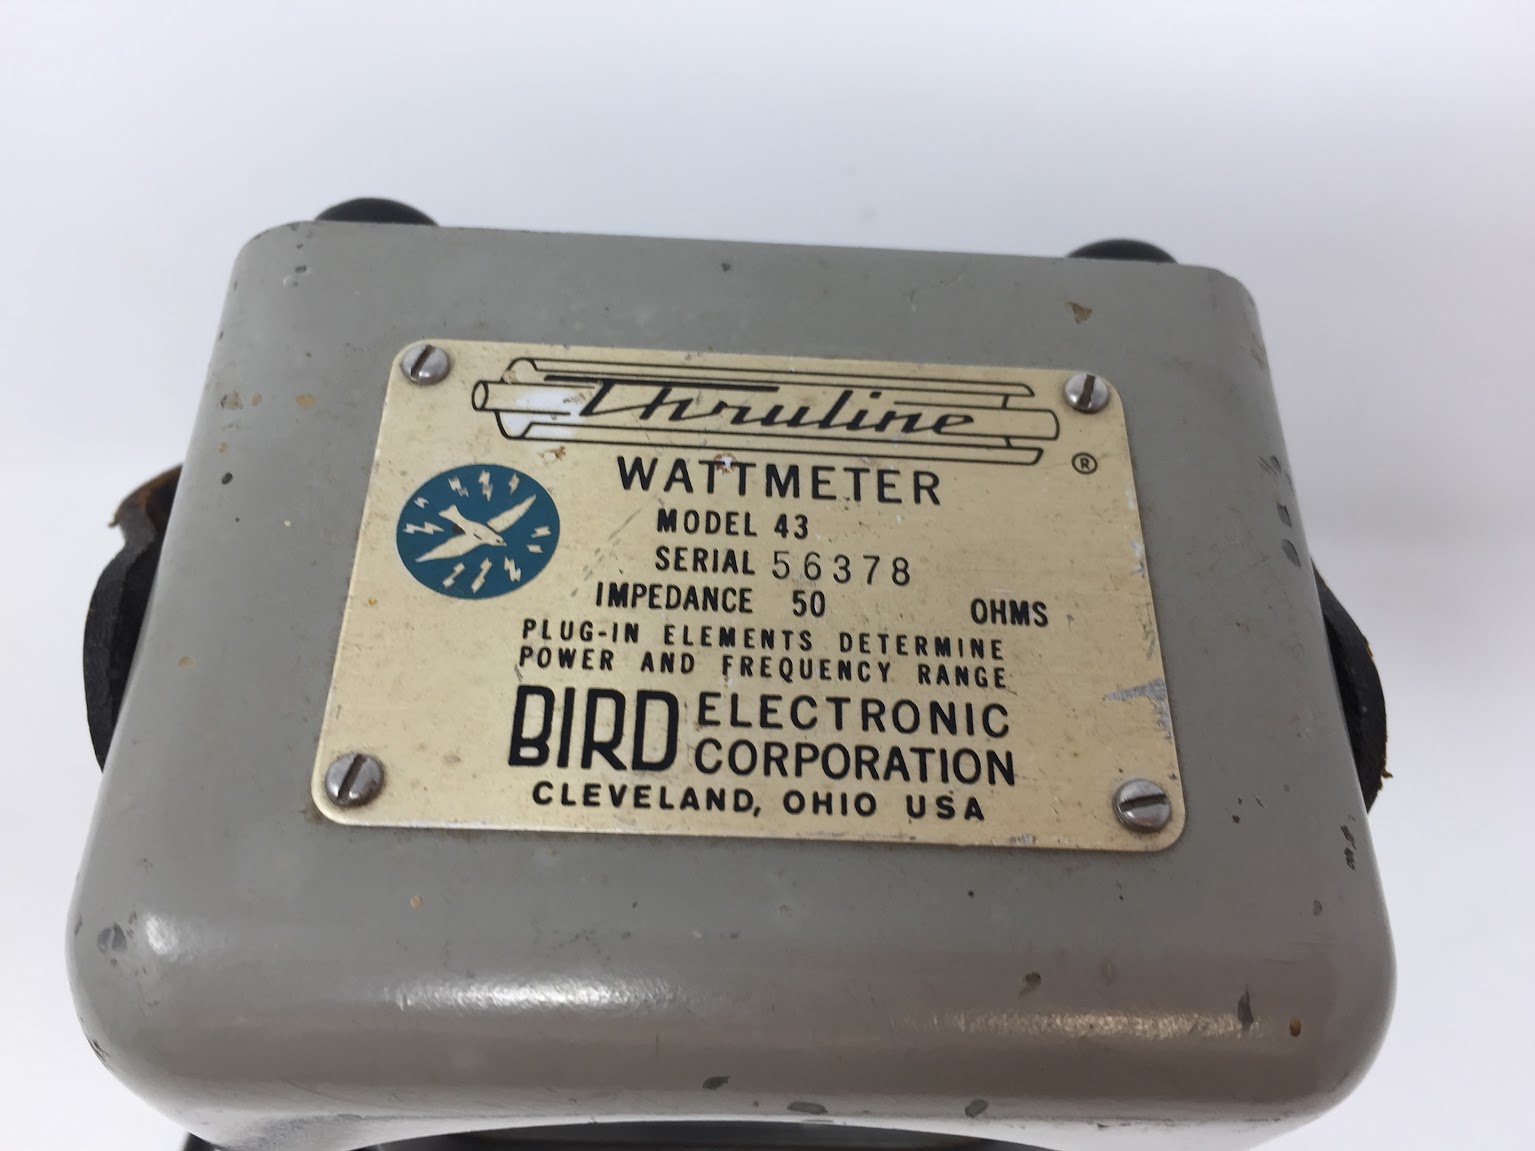 Thruline
®
WATTMETER
MODEL 43
SERIAL 56378
IMPEDANCE 50 OHMS
PLUG-IN ELEMENTS DETERMINE
POWER AND FREQUENCY RANGE
BIRD ELECTRONIC
CORPORATION
CLEVELAND, OHIO USA